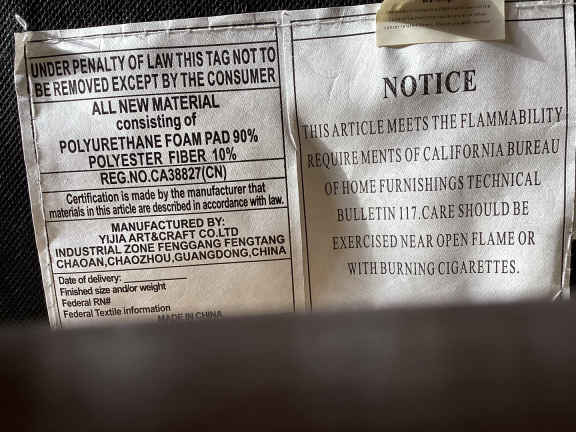 UNDER PENALTY OF LAW THIS TAG NOT TO
BE REMOVED EXCEPT BY THE CONSUMER
ALL NEW MATERIAL
consisting of
POLYURETHANE FOAM PAD 90%
POLYESTER FIBER 10%
REG.NO.CA38827(CN)
Certification is made by the manufacturer that
materials in this article are described in accordance with law.
MANUFACTURED BY:
YIJIA ART&CRAFT CO.LTD
INDUSTRIAL ZONE FENGGANG FENGTANG
CHAOAN,CHAOZHOU,GUANGDONG,CHINA
Date of delivery:
Finished size and/or weight
Federal RN#
Federal Textile information
MADE IN CHINA
NOTICE
THIS ARTICLE MEETS THE FLAMMABILITY
REQUIRE MENTS OF CALIFORNIA BUREAU
OF HOME FURNISHINGS TECHNICAL
BULLETIN 117.CARE SHOULD BE
EXERCISED NEAR OPEN FLAME OR
WITH BURNING CIGARETTES.